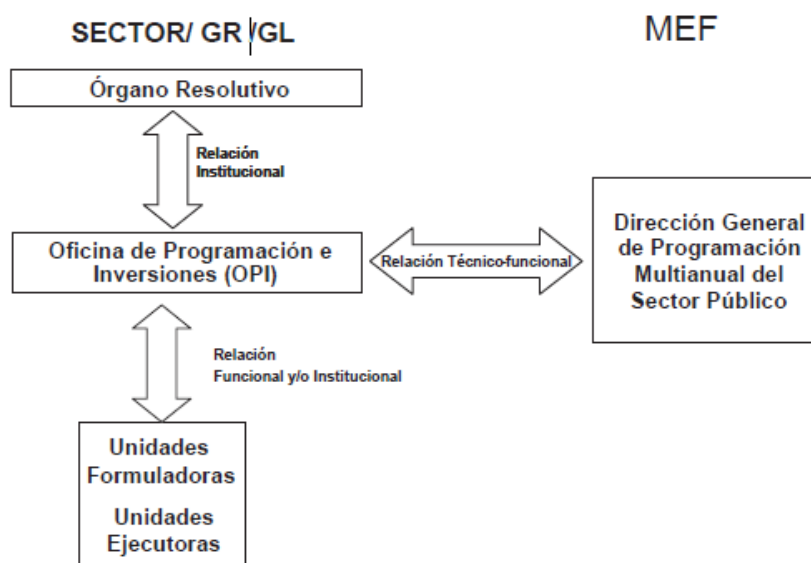 SECTOR/ GR /GL
MEF
Órgano Resolutivo
Relación
Institucional
Oficina de Programación e
Inversiones (OPI)
Relación Técnico-funcional
Dirección General
de Programación
Multianual del
Sector Público
Relación
Funcional y/o Institucional
Unidades
Formuladoras
Unidades
Ejecutoras